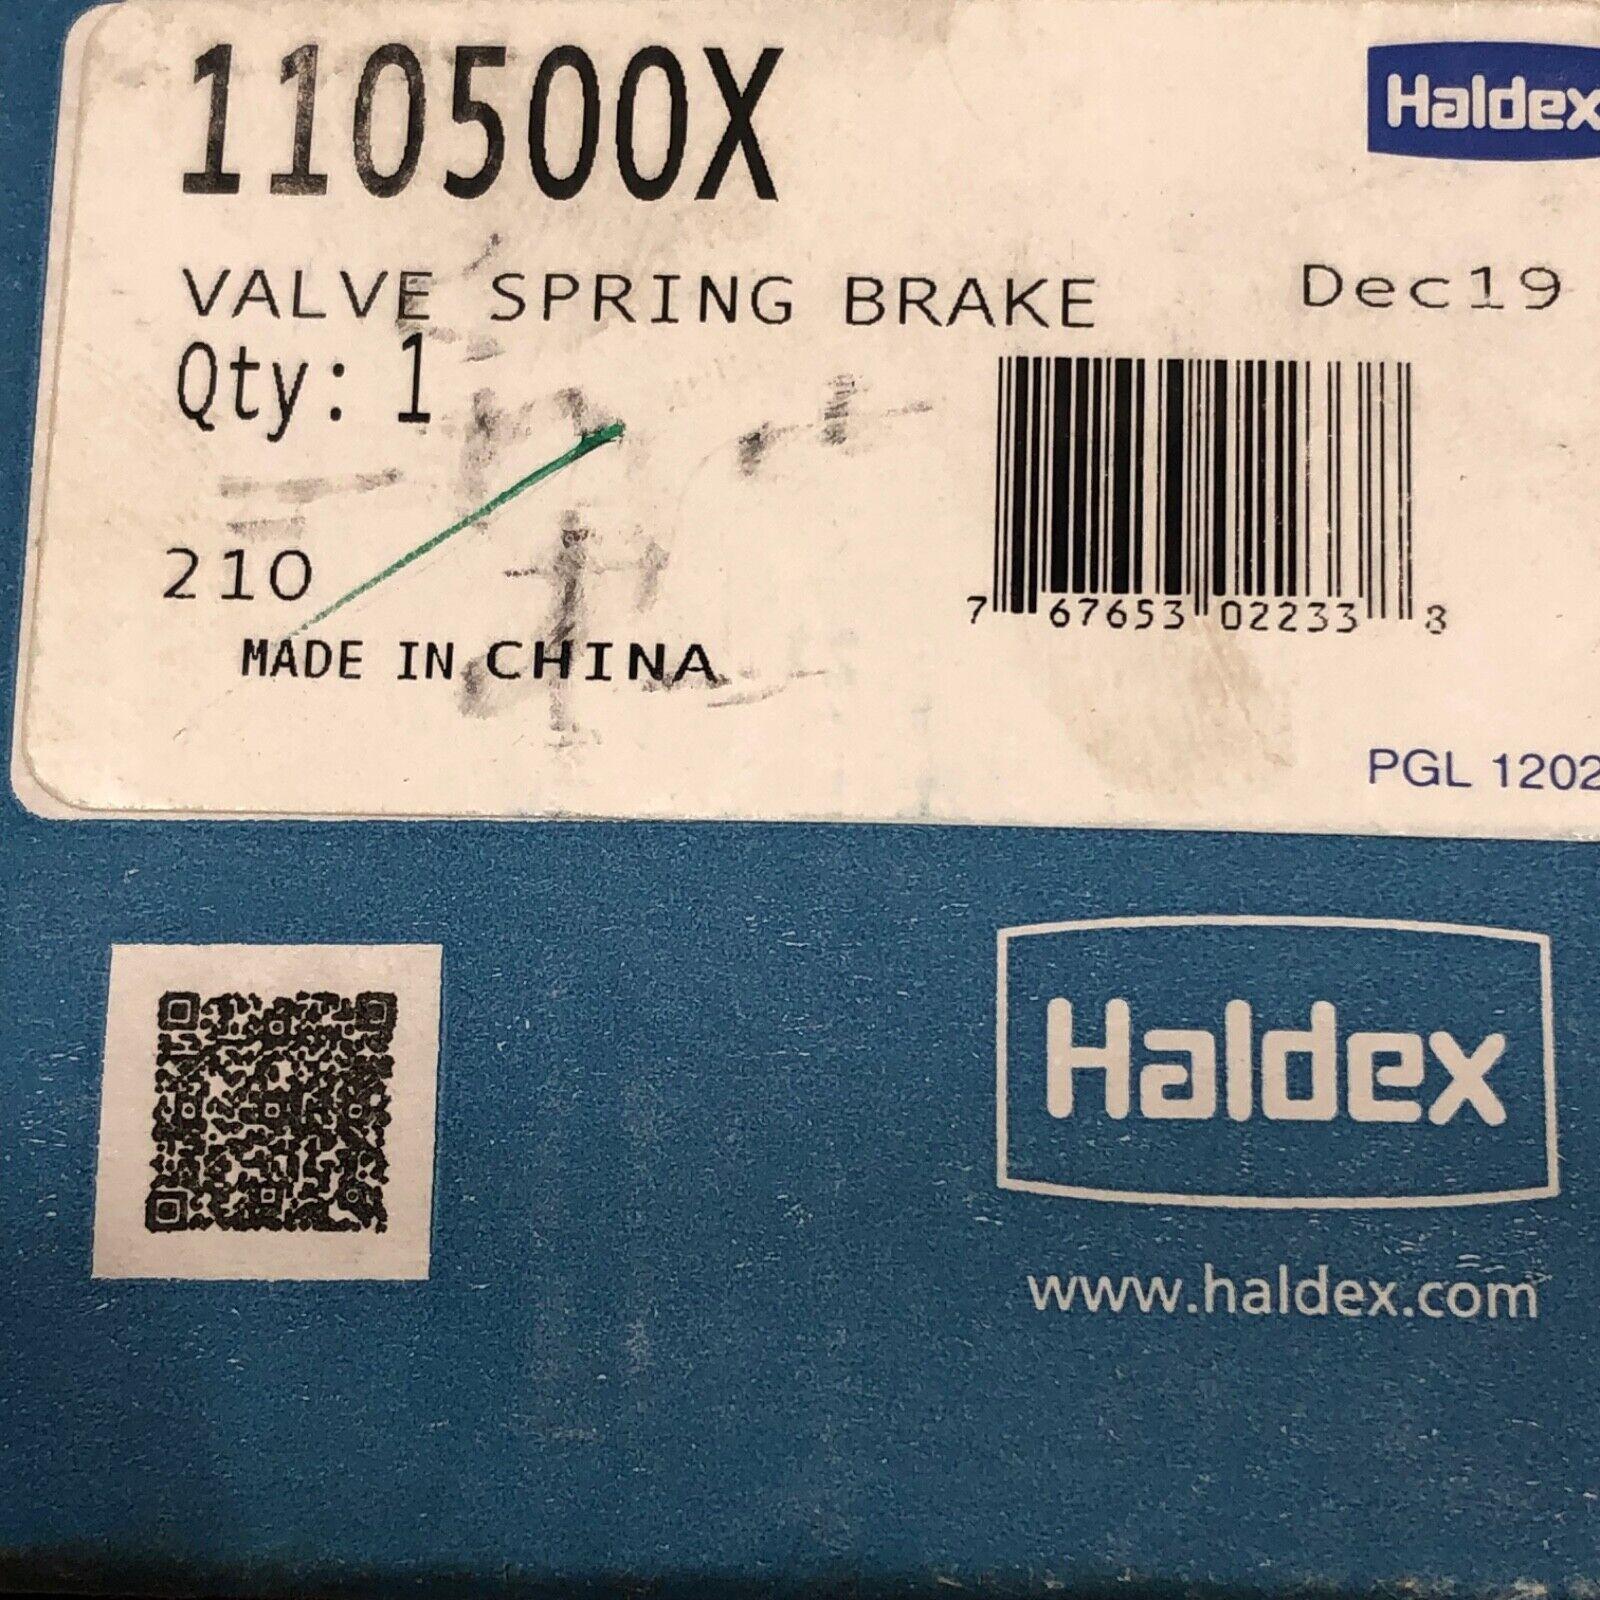 110500X
Haldex
VALVE SPRING BRAKE
Dec19
Qty: 1
7 67653 02233 8
210
MADE IN CHINA
PGL 1202
Haldex
www.haldex.com